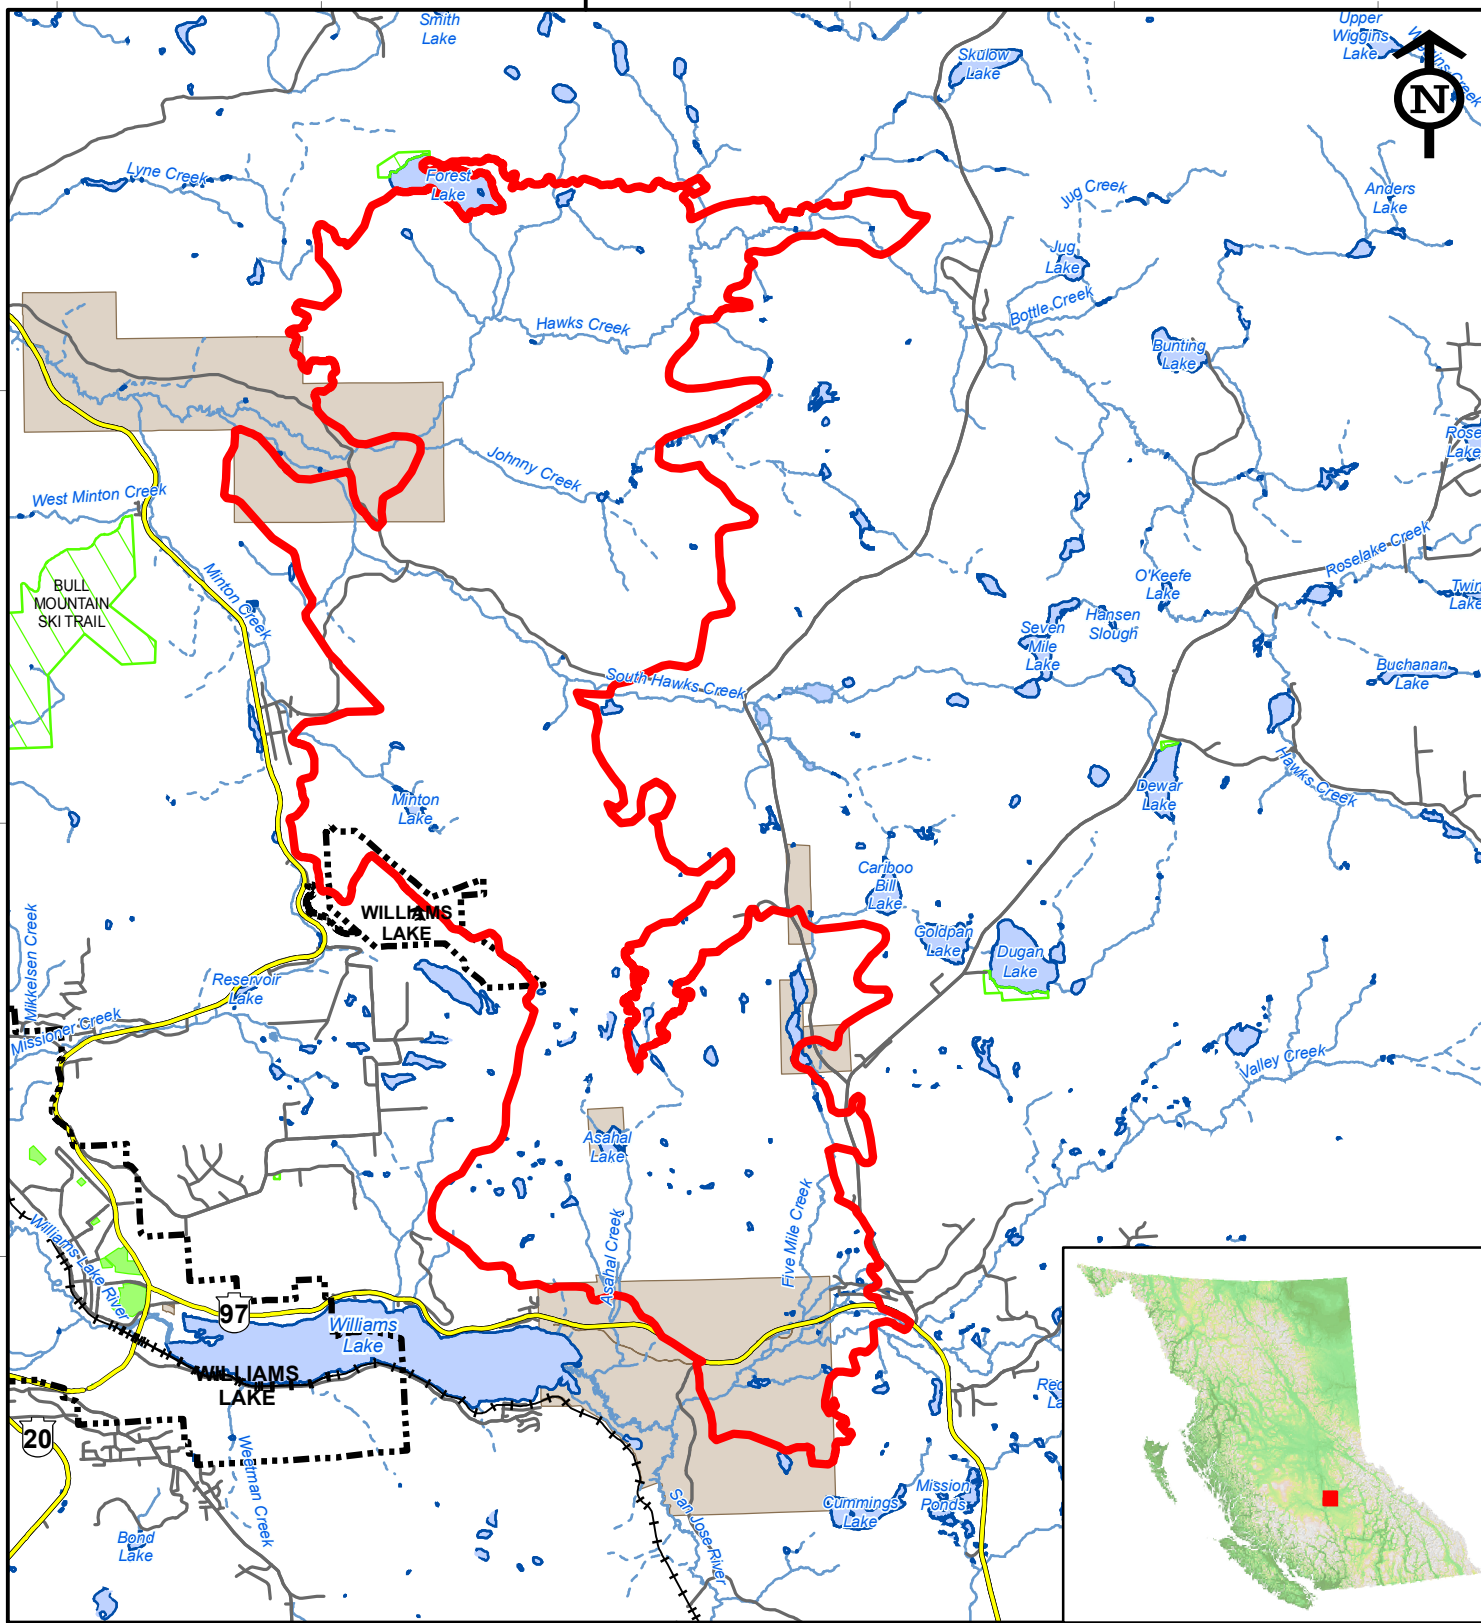 Smith
Lake
Skulow
Lake
Upper
Wiggins
Lake
Wiggins Creek
N
Lyne Creek
Forest
Lake
Jug Creek
Anders
Lake
Jug
Lake
Bottle Creek
Hawks Creek
Bunting
Lake
Johnny Creek
Rose
Lake
West Minton Creek
Roselake Creek
BULL
MOUNTAIN
SKI TRAIL
Minton Creek
O'Keefe
Lake
Twin
Lake
Hansen
Slough
Seven
Mile
Lake
South Hawks Creek
Buchanan
Lake
Hawks Creek
Minton
Lake
Dewar
Lake
Cariboo
Bill
Lake
WILLIAMS
LAKE
Goldpan
Lake
Dugan
Lake
Mikkelsen Creek
Reservoir
Lake
Missioner Creek
Valley Creek
Asahal
Lake
Asahal Creek
Five Mile Creek
Williams Lake River
97
Williams
Lake
WILLIAMS
LAKE
20
Weetman Creek
Bond
Lake
San Jose River
Cummings
Lake
Mission
Ponds